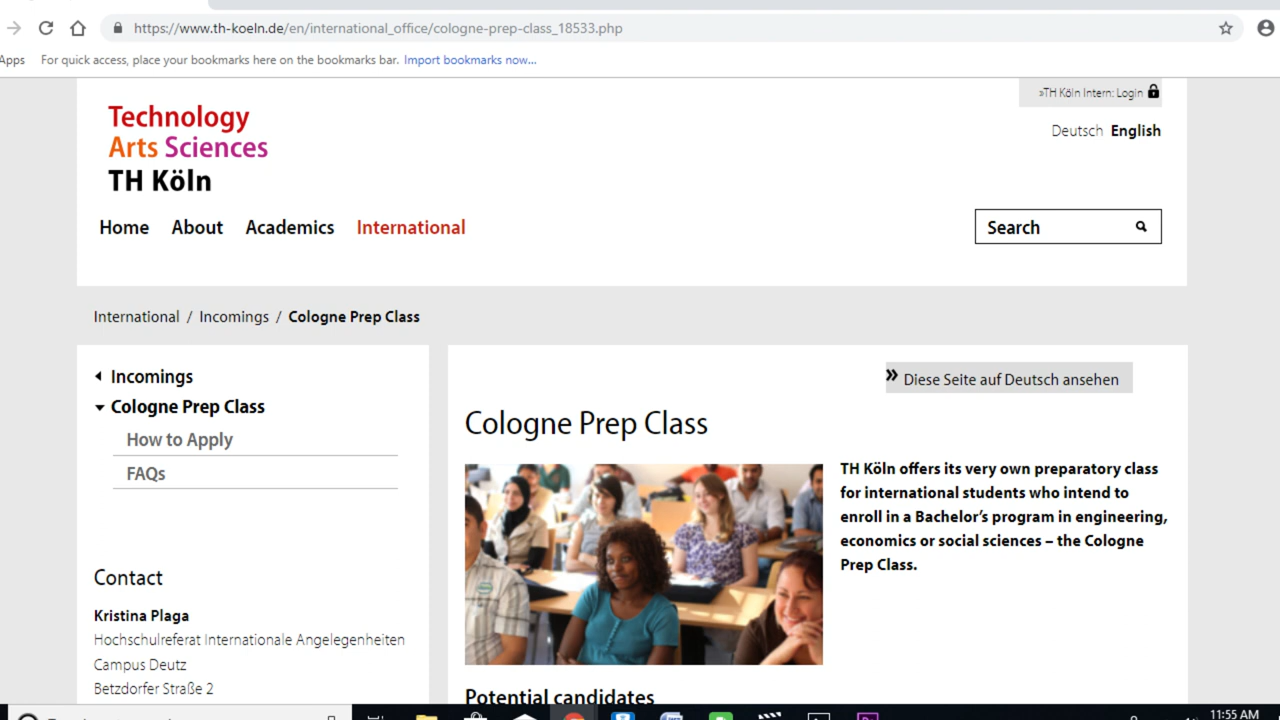 https://www.th-koeln.de/en/international_office/cologne-prep-class_18533.php
Apps For quick access, place your bookmarks here on the bookmarks bar. Import bookmarks now...
»TH Köln Intern: Login
Deutsch English
Technology
Arts Sciences
TH Köln
Home About Academics International
Search
International / Incomings / Cologne Prep Class
Incomings
Cologne Prep Class
How to Apply
FAQs
Contact
Kristina Plaga
Hochschulreferat Internationale Angelegenheiten
Campus Deutz
Betzdorfer Straße 2
» Diese Seite auf Deutsch ansehen
Cologne Prep Class
TH Köln offers its very own preparatory class
for international students who intend to
enroll in a Bachelor's program in engineering,
economics or social sciences – the Cologne
Prep Class.
Potential candidates
11:55 AM